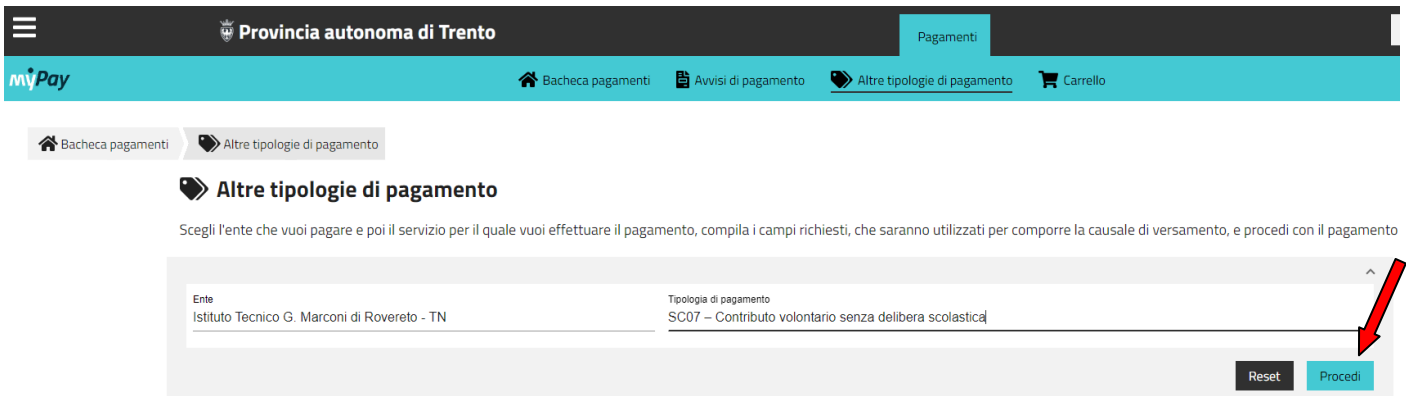 Provincia autonoma di Trento
Pagamenti
myPay
Bacheca pagamenti
Avvisi di pagamento
Altre tipologie di pagamento
Carrello
Bacheca pagamenti
Altre tipologie di pagamento
Altre tipologie di pagamento
Scegli l'ente che vuoi pagare e poi il servizio per il quale vuoi effettuare il pagamento, compila i campi richiesti, che saranno utilizzati per comporre la causale di versamento, e procedi con il pagamento
Ente
Tipologia di pagamento
Istituto Tecnico G. Marconi di Rovereto - TN
SC07 – Contributo volontario senza delibera scolastica
Reset
Procedi